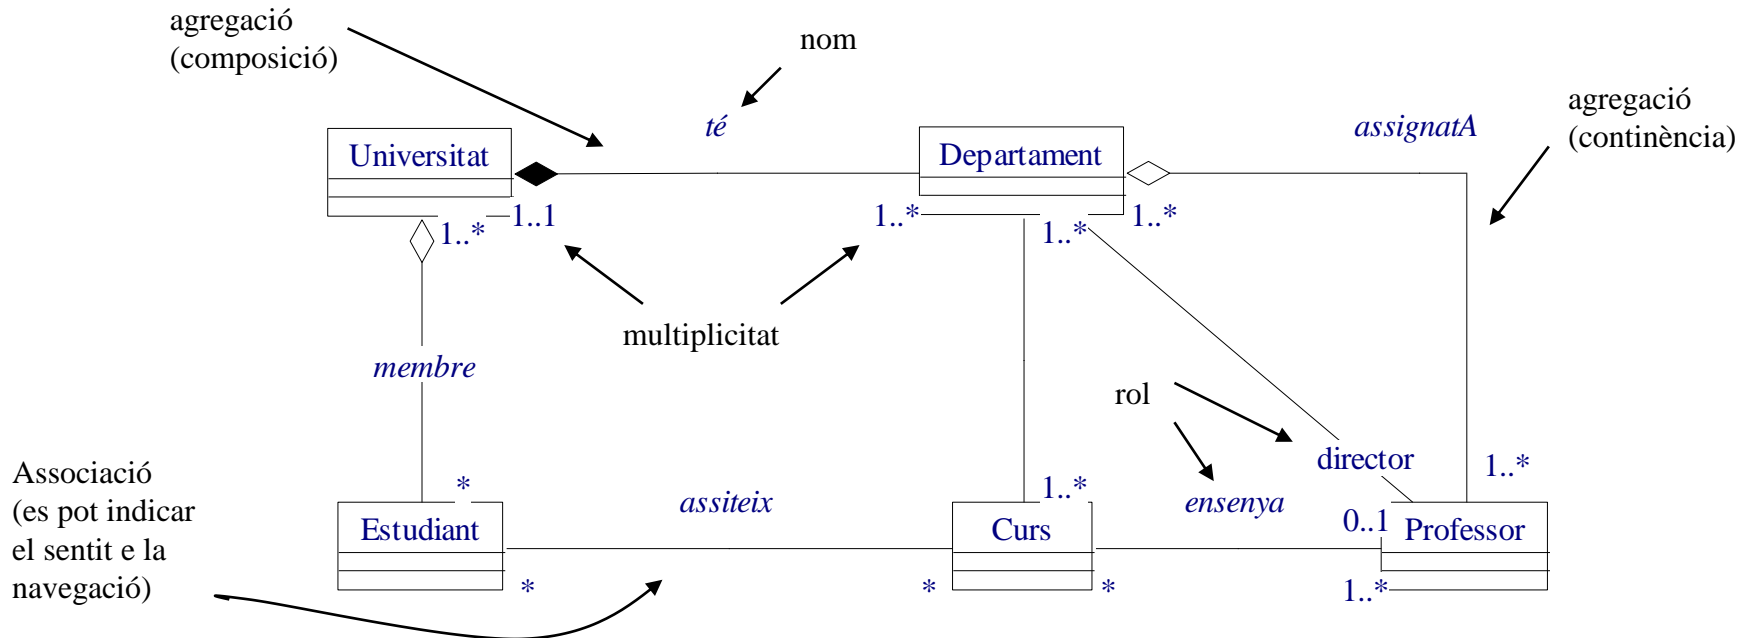 agregació
(composició)
nom
té
assignatA
agregació
(continència)
Universitat
Departament
1..*
1..1
1..*
1..*
1..*
multiplicitat
membre
rol
director
1..*
Associació
(es pot indicar
el sentit e la
navegació)
*
assiteix
1..*
ensenya
0..1
Estudiant
Curs
Professor
*
*
*
1..*